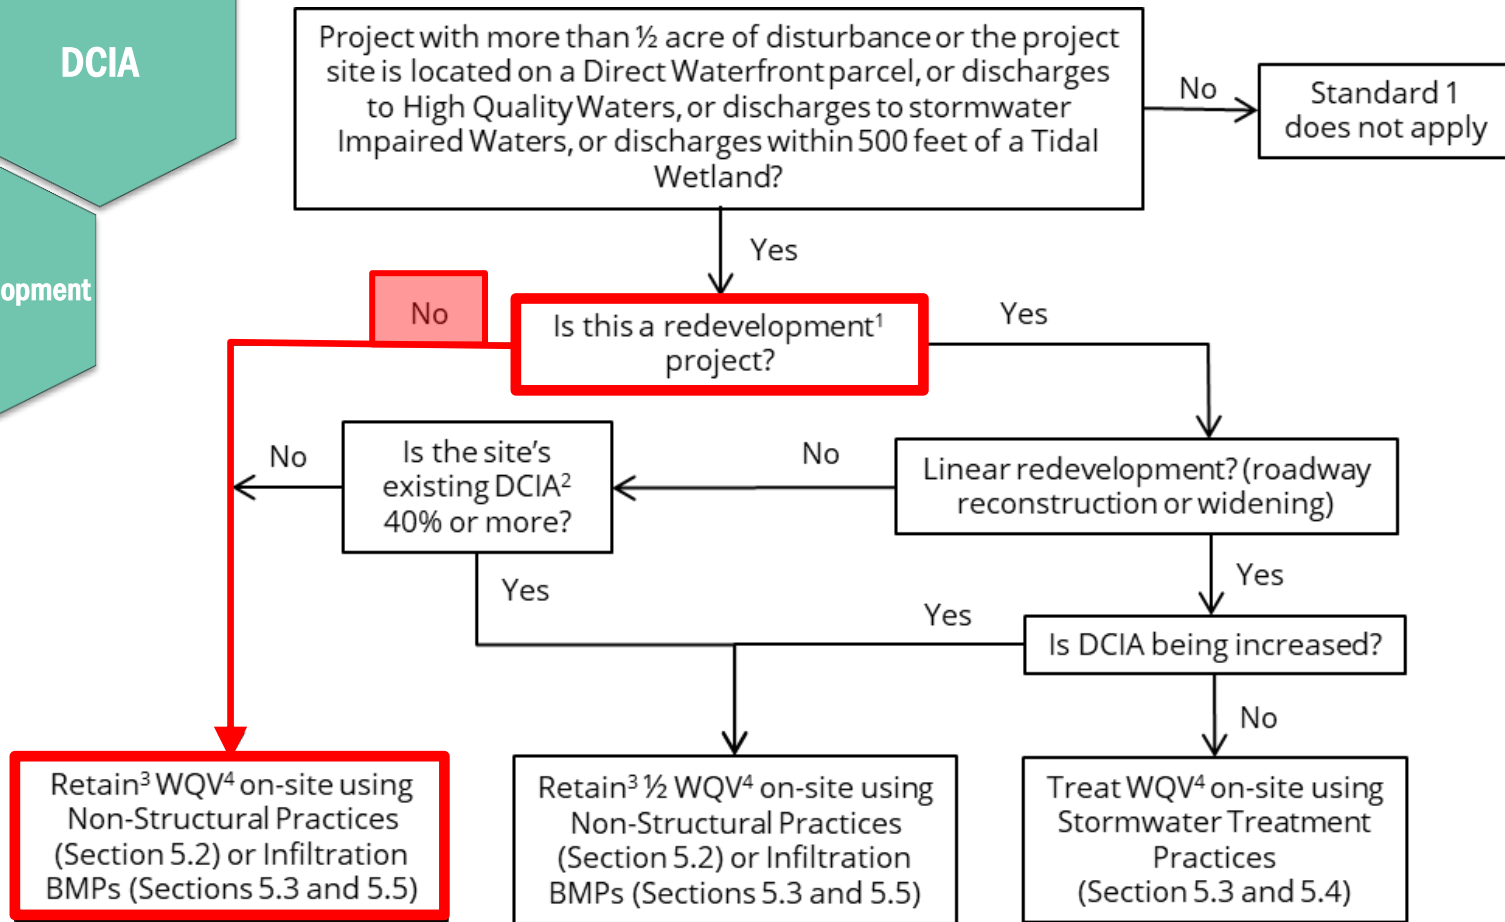 DCIA
opment
Project with more than ½ acre of disturbance or the project
site is located on a Direct Waterfront parcel, or discharges
to High Quality Waters, or discharges to stormwater
Impaired Waters, or discharges within 500 feet of a Tidal
Wetland?
No
Standard 1
does not apply
Yes
No
Is this a redevelopment¹
project?
Yes
No
Is the site's
existing DCIA²
40% or more?
No
Linear redevelopment? (roadway
reconstruction or widening)
Yes
Yes
Yes
Is DCIA being increased?
No
Retain³ WQV⁴ on-site using
Non-Structural Practices
(Section 5.2) or Infiltration
BMPs (Sections 5.3 and 5.5)
Retain³ ½ WQV⁴ on-site using
Non-Structural Practices
(Section 5.2) or Infiltration
BMPs (Sections 5.3 and 5.5)
Treat WQV⁴ on-site using
Stormwater Treatment
Practices
(Section 5.3 and 5.4)